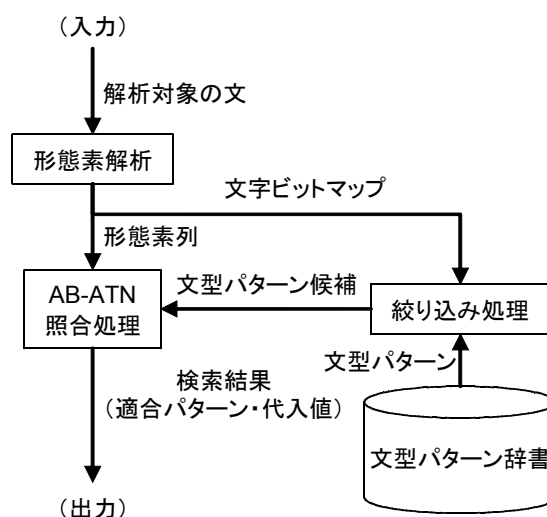 （入力）
解析対象の文
形態素解析
文字ビットマップ
形態素列
AB-ATN
照合処理
文型パターン候補
絞り込み処理
文型パターン
検索結果
（適合パターン・代入値）
文型パターン辞書
（出力）